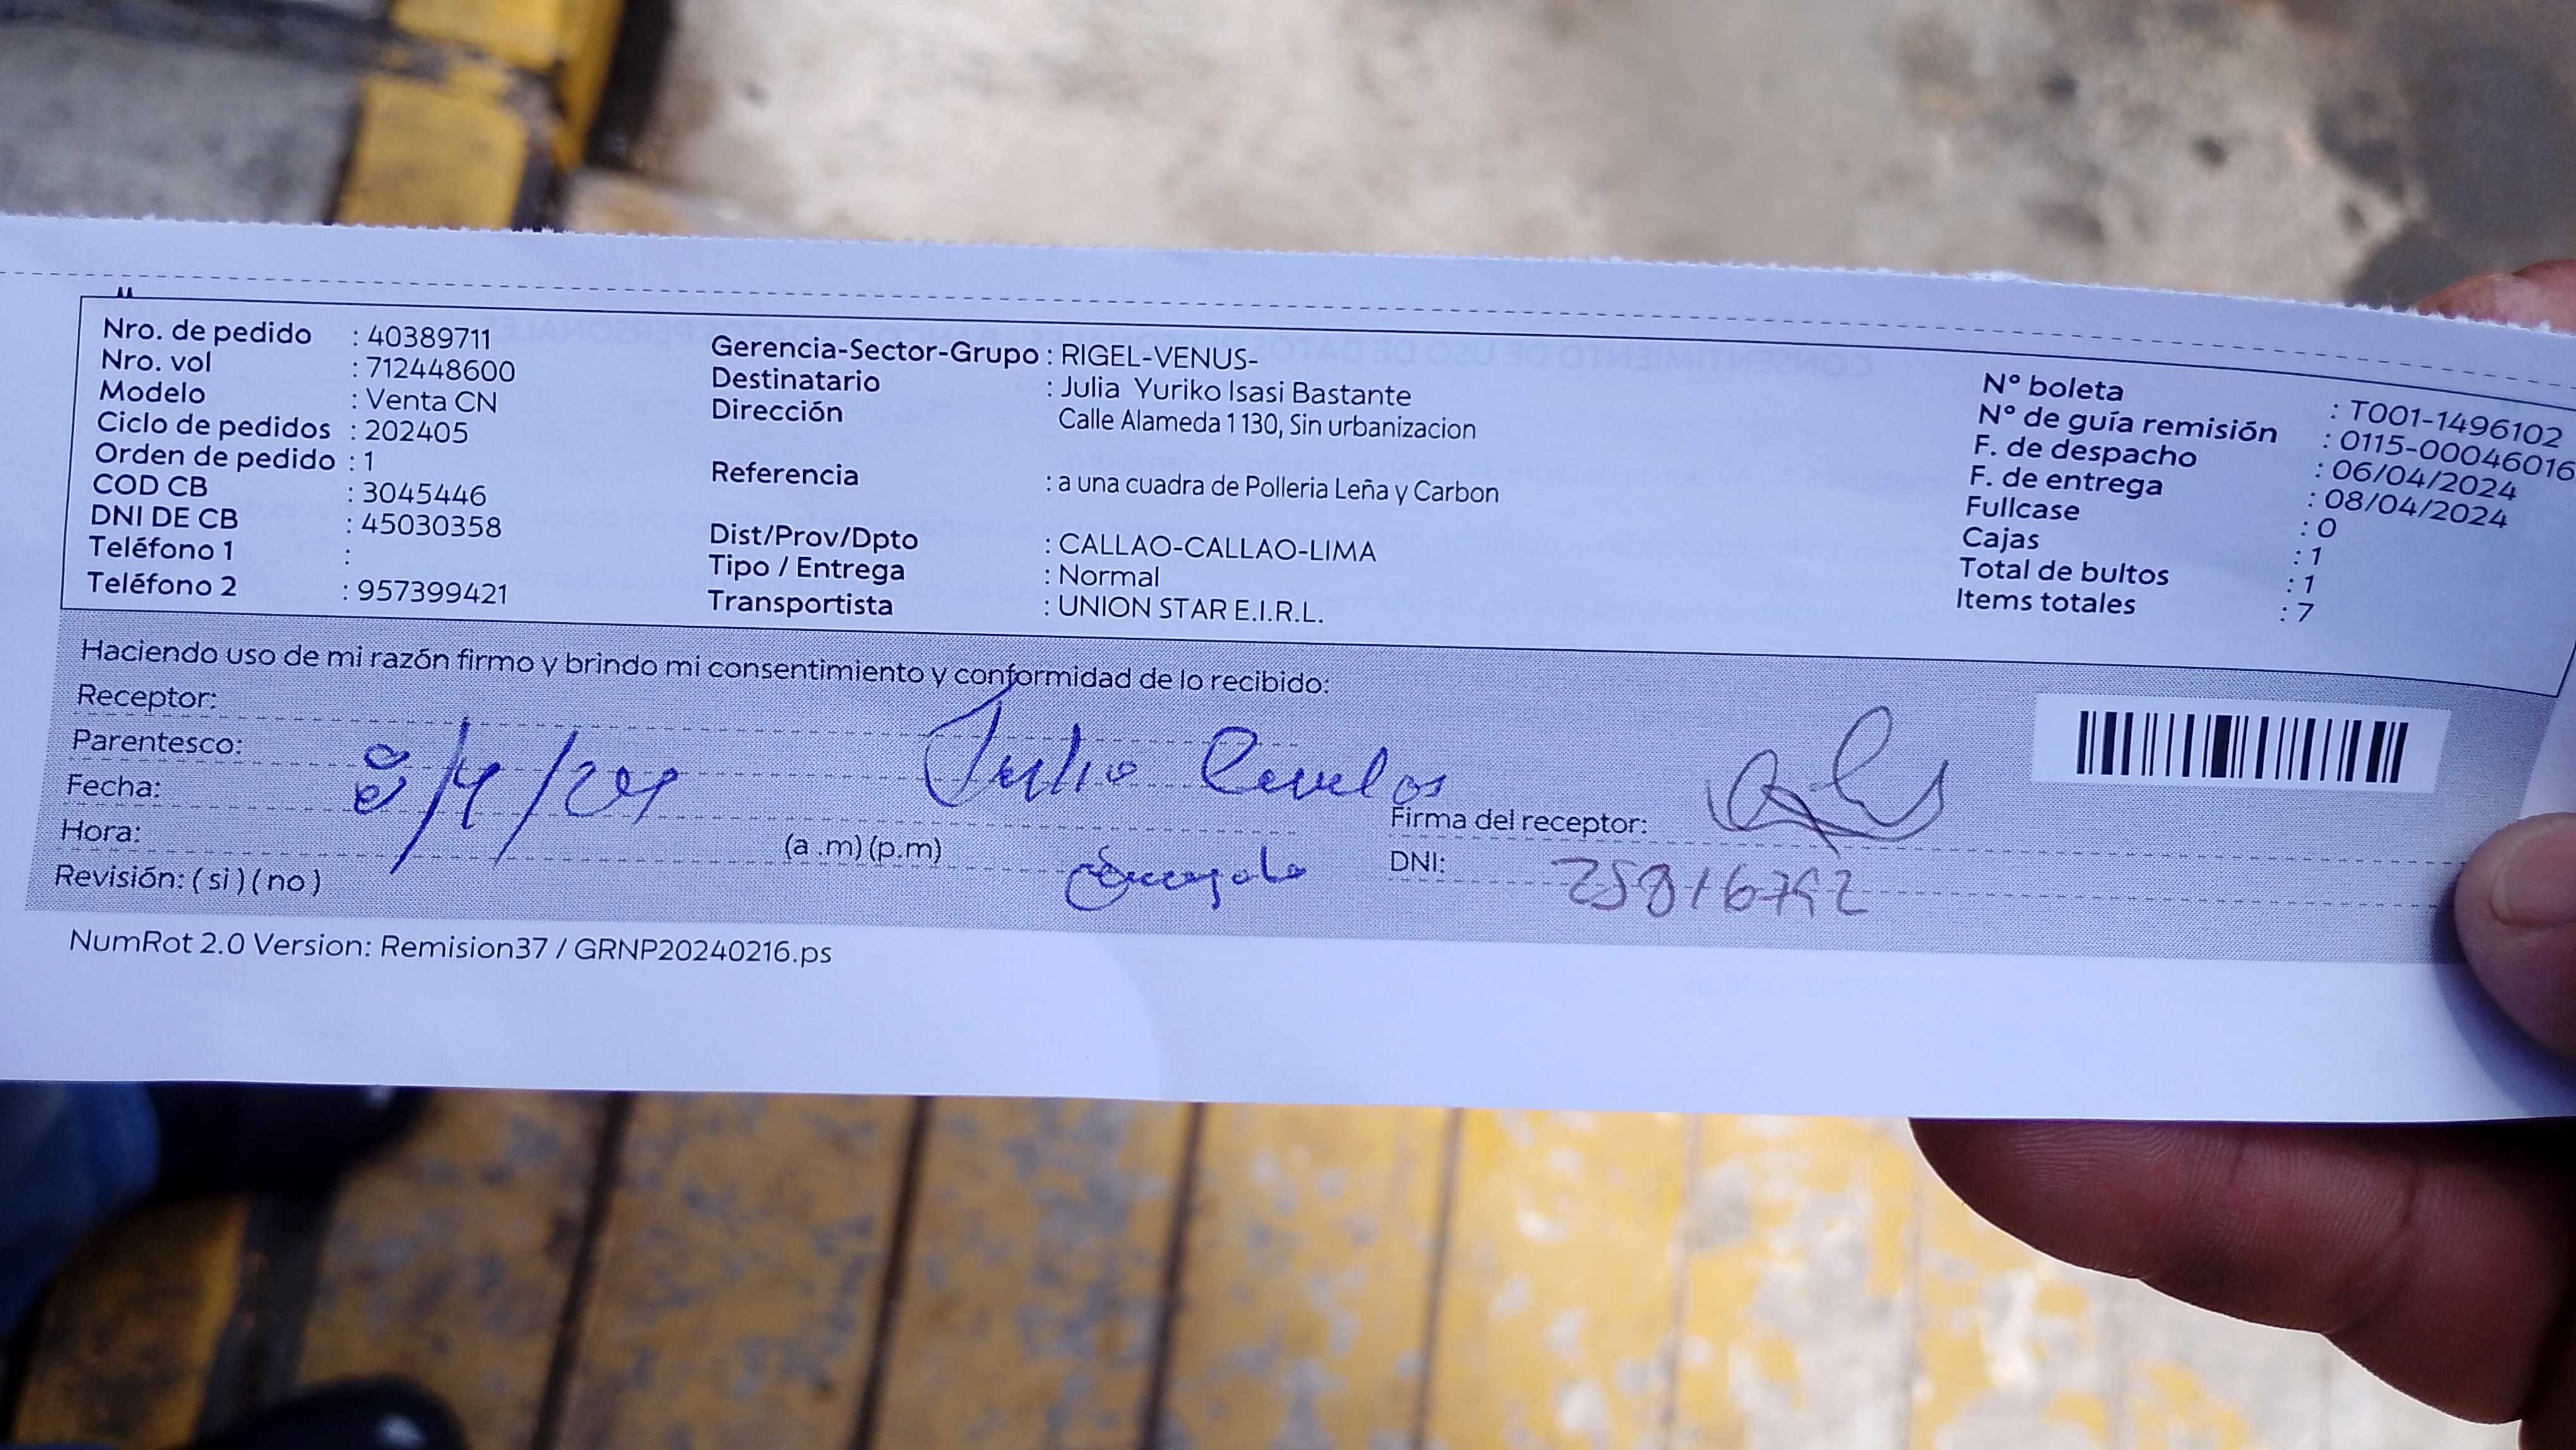 Nro. de pedido : 40389711
Nro. vol : 712448600
Modelo : Venta CN
Ciclo de pedidos : 202405
Orden de pedido : 1
COD CB : 3045446
DNI DE CB : 45030358
Teléfono 1 :
Teléfono 2 : 957399421
Gerencia-Sector-Grupo : RIGEL-VENUS-
Destinatario : Julia Yuriko Isasi Bastante
Dirección Calle Alameda 1 130, Sin urbanizacion
Referencia : a una cuadra de Polleria Leña y Carbon
Dist/Prov/Dpto : CALLAO-CALLAO-LIMA
Tipo / Entrega : Normal
Transportista : UNION STAR E.I.R.L.
N° boleta : T001-1496102
N° de guía remisión : 0115-00046016
F. de despacho : 06/04/2024
F. de entrega : 08/04/2024
Fullcase : 0
Cajas : 1
Total de bultos : 1
Items totales : 7
Haciendo uso de mi razón firmo y brindo mi consentimiento y conformidad de lo recibido:
Receptor:
Parentesco:
Fecha: 8/4/24
Julio
Hora: (a .m) (p.m)
Revisión: ( si ) ( no )
Firma del receptor:
DNI:
NumRot 2.0 Version: Remision37 / GRNP20240216.ps